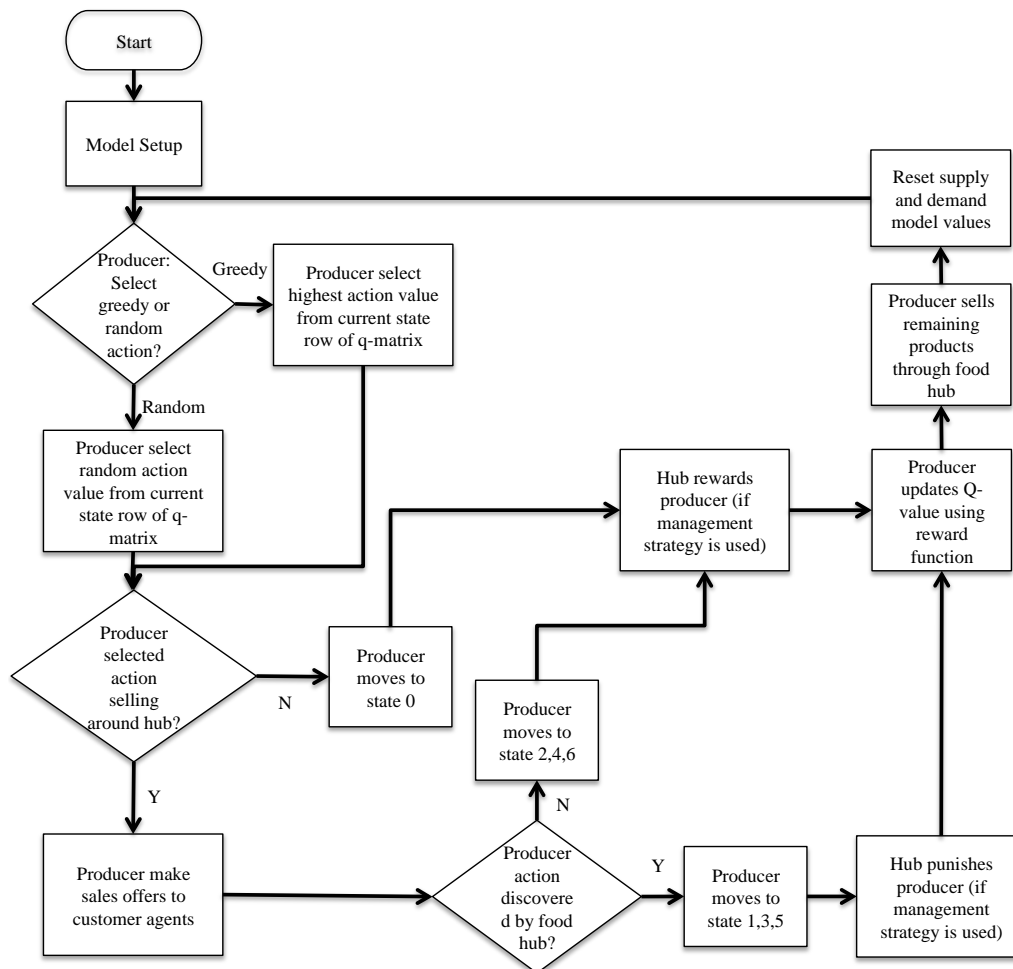 Start
Model Setup
Reset supply
and demand
model values
Producer:
Select
greedy or
random
action?
Greedy
Producer select
highest action value
from current state
row of q-matrix
Producer sells
remaining
products
through food
hub
Random
Producer select
random action
value from current
state row of q-
matrix
Hub rewards
producer (if
management
strategy is used)
Producer
updates Q-
value using
reward
function
Producer
selected
action
selling
around hub?
N
Producer
moves to
state 0
Producer
moves to
state 2,4,6
Y
N
Producer make
sales offers to
customer agents
Producer
action
discovere
d by food
hub?
Y
Producer
moves to
state 1,3,5
Hub punishes
producer (if
management
strategy is used)